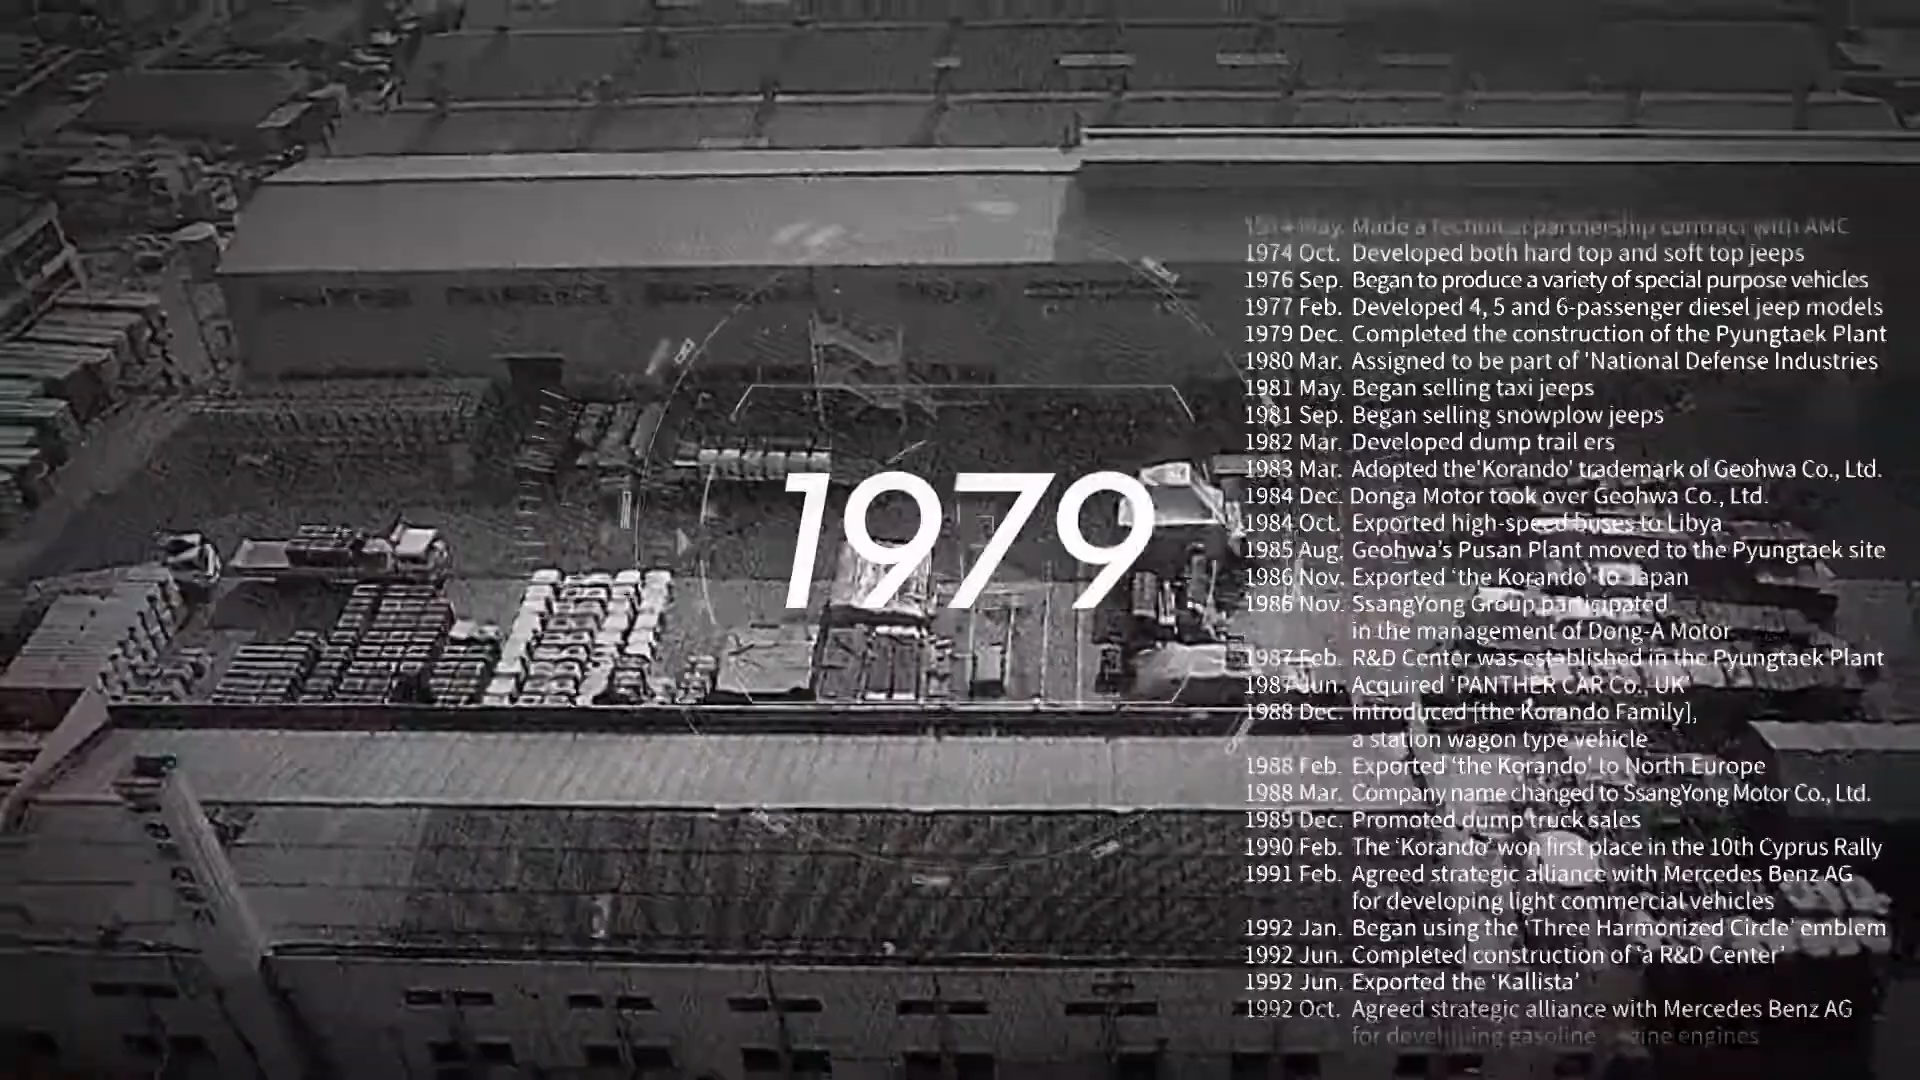 1979
May. Made a partnership contract with AMC
1974 Oct. Developed both hard top and soft top jeeps
1976 Sep. Began to produce a variety of special purpose vehicles
1977 Feb. Developed 4, 5 and 6-passenger diesel jeep models
1979 Dec. Completed the construction of the Pyungtaek Plant
1980 Mar. Assigned to be part of 'National Defense Industries
1981 May. Began selling taxi jeeps
1981 Sep. Began selling snowplow jeeps
1982 Mar. Developed dump trail ers
1983 Mar. Adopted the'Korando' trademark of Geohwa Co., Ltd.
1984 Dec. Donga Motor took over Geohwa Co., Ltd.
1984 Oct. Exported high-speed buses to Libya
1985 Aug. Geohwa's Pusan Plant moved to the Pyungtaek site
1986 Nov. Exported ‘the Korando’ to Japan
1986 Nov. SsangYong Group participated
in the management of Dong-A Motor
1987 Feb. R&D Center was established in the Pyungtaek Plant
1987 Jun. Acquired ‘PANTHER CAR Co., UK’
1988 Dec. Introduced [the Korando Family],
a station wagon type vehicle
1988 Feb. Exported ‘the Korando’ to North Europe
1988 Mar. Company name changed to SsangYong Motor Co., Ltd.
1989 Dec. Promoted dump truck sales
1990 Feb. The ‘Korando’ won first place in the 10th Cyprus Rally
1991 Feb. Agreed strategic alliance with Mercedes Benz AG
for developing light commercial vehicles
1992 Jan. Began using the ‘Three Harmonized Circle’ emblem
1992 Jun. Completed construction of ‘a R&D Center’
1992 Jun. Exported the ‘Kallista’
1992 Oct. Agreed strategic alliance with Mercedes Benz AG
for developing gasoline engines